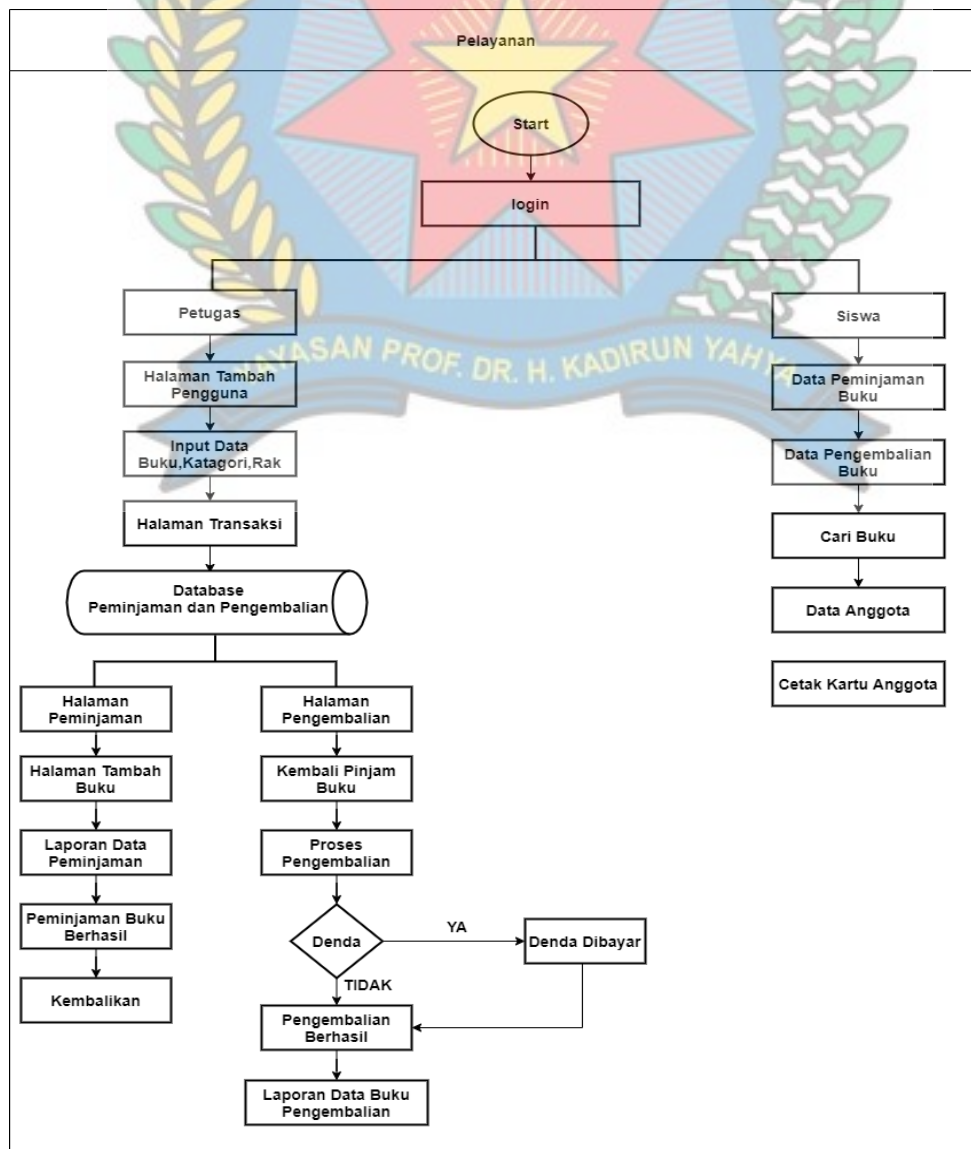 Pelayanan
Start
login
Petugas
Siswa
YAYASAN PROF. DR. H. KADIRUN YAHYA
Halaman Tambah
Pengguna
Data Peminjaman
Buku
Input Data
Buku,Katagori,Rak
Data Pengembalian
Buku
Halaman Transaksi
Cari Buku
Database
Peminjaman dan Pengembalian
Data Anggota
Cetak Kartu Anggota
Halaman
Peminjaman
Halaman
Pengembalian
Halaman Tambah
Buku
Kembali Pinjam
Buku
Laporan Data
Peminjaman
Proses
Pengembalian
Peminjaman Buku
Berhasil
Denda
YA
Denda Dibayar
TIDAK
Kembalikan
Pengembalian
Berhasil
Laporan Data Buku
Pengembalian